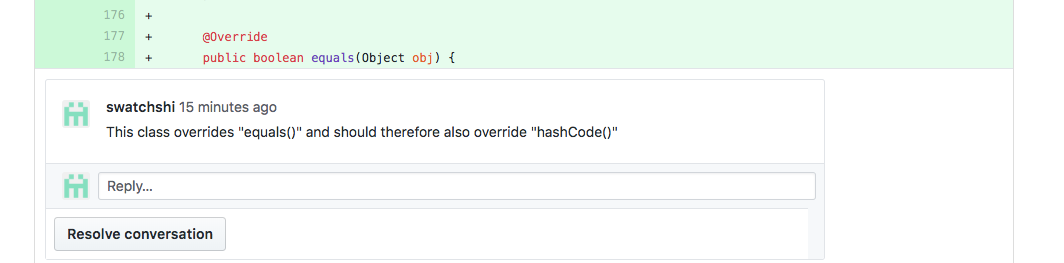 176 +
177 + @Override
178 + public boolean equals(Object obj) {
swatchshi 15 minutes ago
This class overrides "equals()" and should therefore also override "hashCode()"
Reply...
Resolve conversation